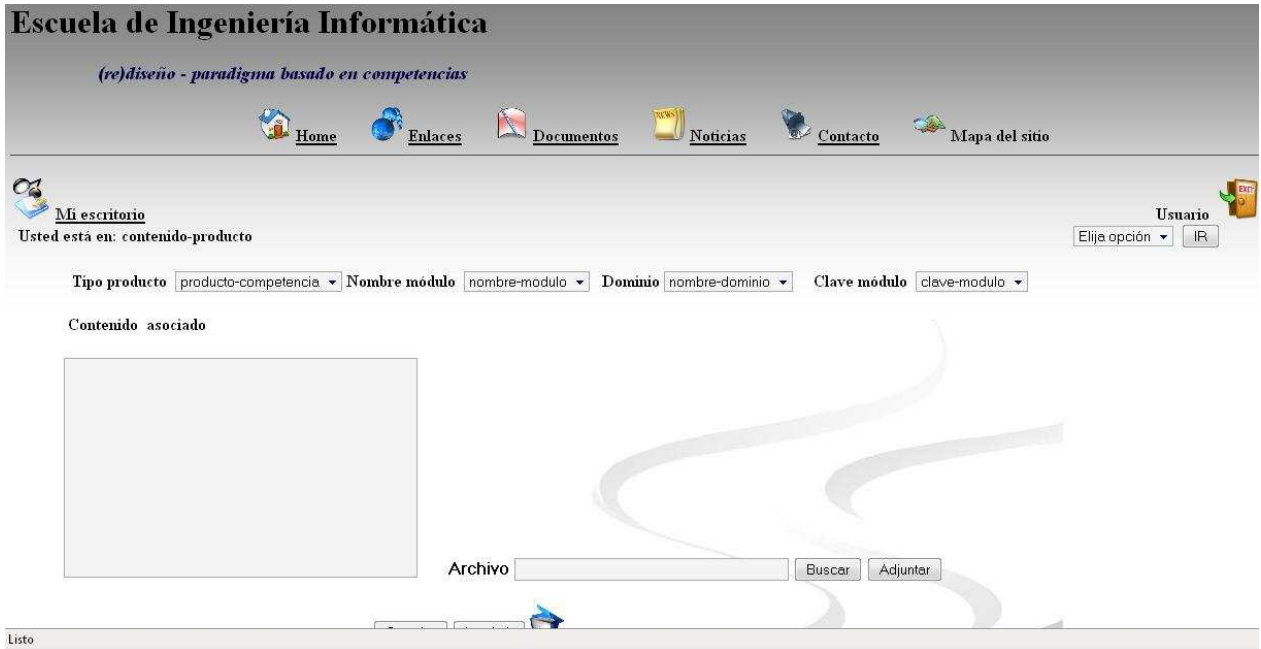 Escuela de Ingeniería Informática
(re)diseño - paradigma basado en competencias
Home Enlaces Documentos NEWS Noticias Contacto Mapa del sitio
EXIT
Mi escritorio Usuario
Usted está en: contenido-producto Elija opción IR
Tipo producto producto-competencia Nombre módulo nombre-modulo Dominio nombre-dominio Clave módulo clave-modulo
Contenido asociado
Archivo Buscar Adjuntar
Listo